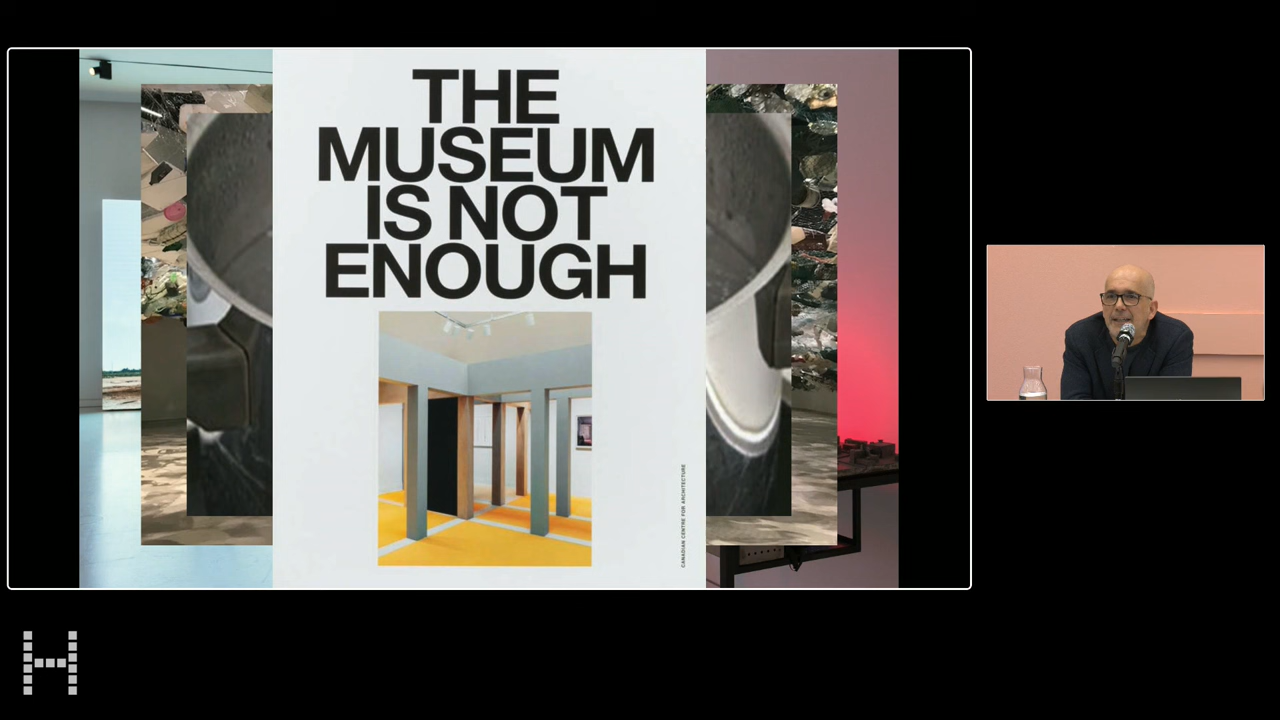 THE
MUSEUM
IS NOT
ENOUGH
CANADIAN CENTRE FOR ARCHITECTURE
H